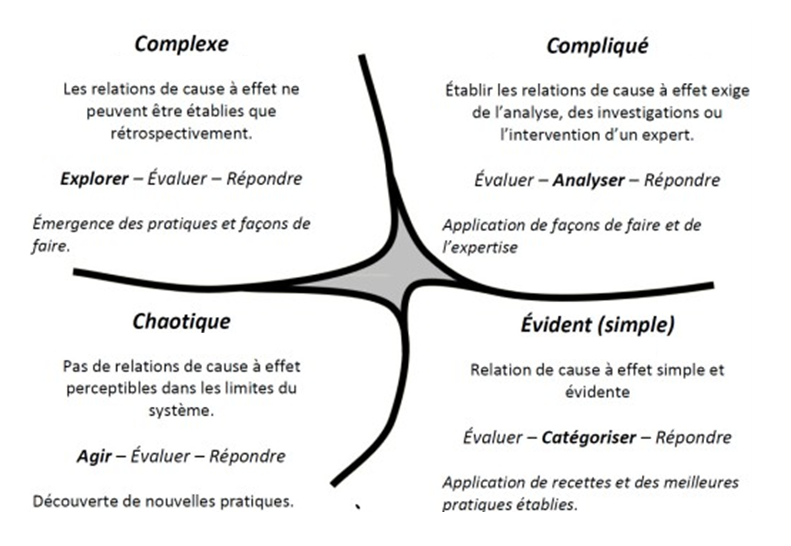 Complexe
Les relations de cause à effet ne
peuvent être établies que
rétrospectivement.
Explorer – Évaluer – Répondre
Émergence des pratiques et façons de
faire.
Compliqué
Établir les relations de cause à effet exige
de l’analyse, des investigations ou
l’intervention d’un expert.
Évaluer – Analyser – Répondre
Application de façons de faire et de
l’expertise
Chaotique
Pas de relations de cause à effet
perceptibles dans les limites du
système.
Agir – Évaluer – Répondre
Découverte de nouvelles pratiques.
Évident (simple)
Relation de cause à effet simple et
évidente
Évaluer – Catégoriser – Répondre
Application de recettes et des meilleures
pratiques établies.